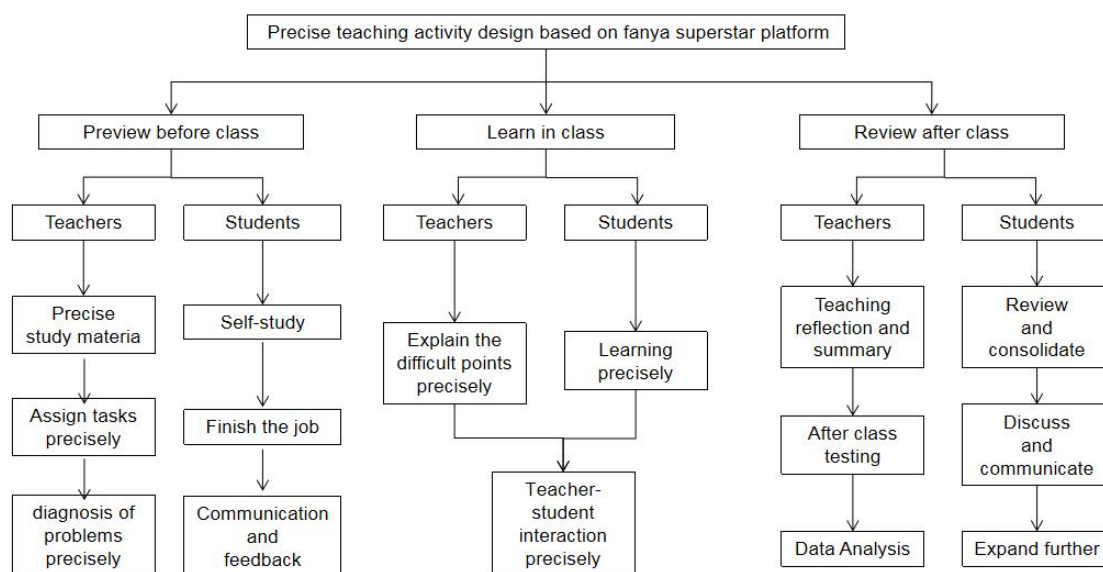 Precise teaching activity design based on fanya superstar platform
Preview before class
Learn in class
Review after class
Teachers
Students
Teachers
Students
Teachers
Students
Precise
study materia
Self-study
Explain the
difficult points
precisely
Learning
precisely
Teaching
reflection and
summary
Review
and
consolidate
Assign tasks
precisely
Finish the job
After class
testing
Discuss
and
communicate
diagnosis of
problems
precisely
Communication
and
feedback
Teacher-
student
interaction
precisely
Data Analysis
Expand further